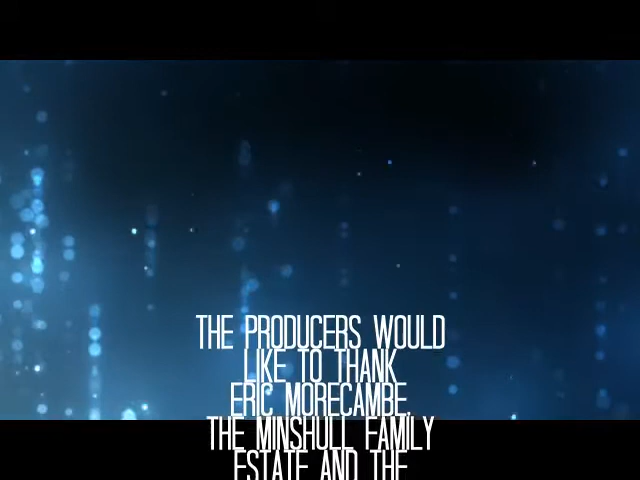 THE PRODUCERS WOULD
LIKE TO THANK
ERIC MORECAMBE,
THE MINSHULL FAMILY
ESTATE AND THE